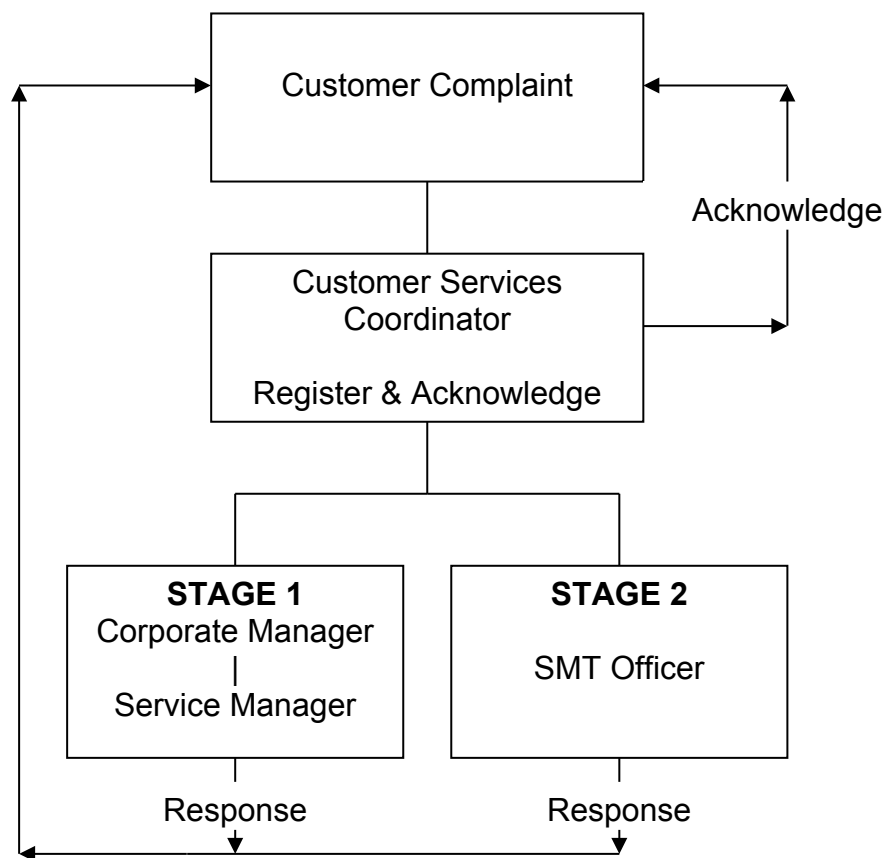 Customer Complaint
Acknowledge
Customer Services
Coordinator
Register & Acknowledge
STAGE 1
Corporate Manager
Service Manager
STAGE 2
SMT Officer
Response
Response